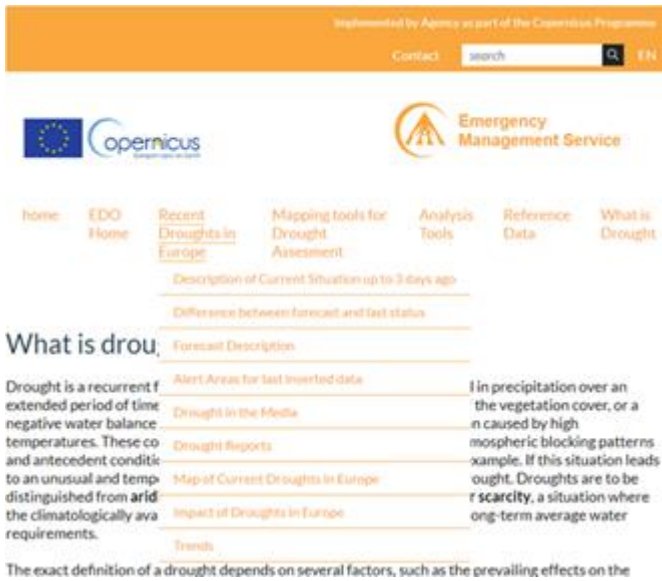 Implemented by Agency as part of the Copernicus Programme
Contact
search
EN
opernicus
Europe's eyes on Earth
Emergency
Management Service
home
EDO
Home
Recent
Droughts in
Europe
Mapping tools for
Drought
Assesment
Analysis
Tools
Reference
Data
What is
Drought
Description of Current Situation up to 3 days ago
Difference between forecast and last status
Forecast Description
Alert Areas for last inverted data
Drought in the Media
Drought Reports
Map of Current Droughts in Europe
Impact of Droughts in Europe
Trends
What is drou
Drought is a recurrent f l in precipitation over an
extended period of time the vegetation cover, or a
negative water balance n caused by high
temperatures. These co mospheric blocking patterns
and antecedent conditi xample. If this situation leads
to an unusual and temp ought. Droughts are to be
distinguished from arid r scarcity, a situation where
the climatologically ava ong-term average water
requirements.
The exact definition of a drought depends on several factors, such as the prevailing effects on the